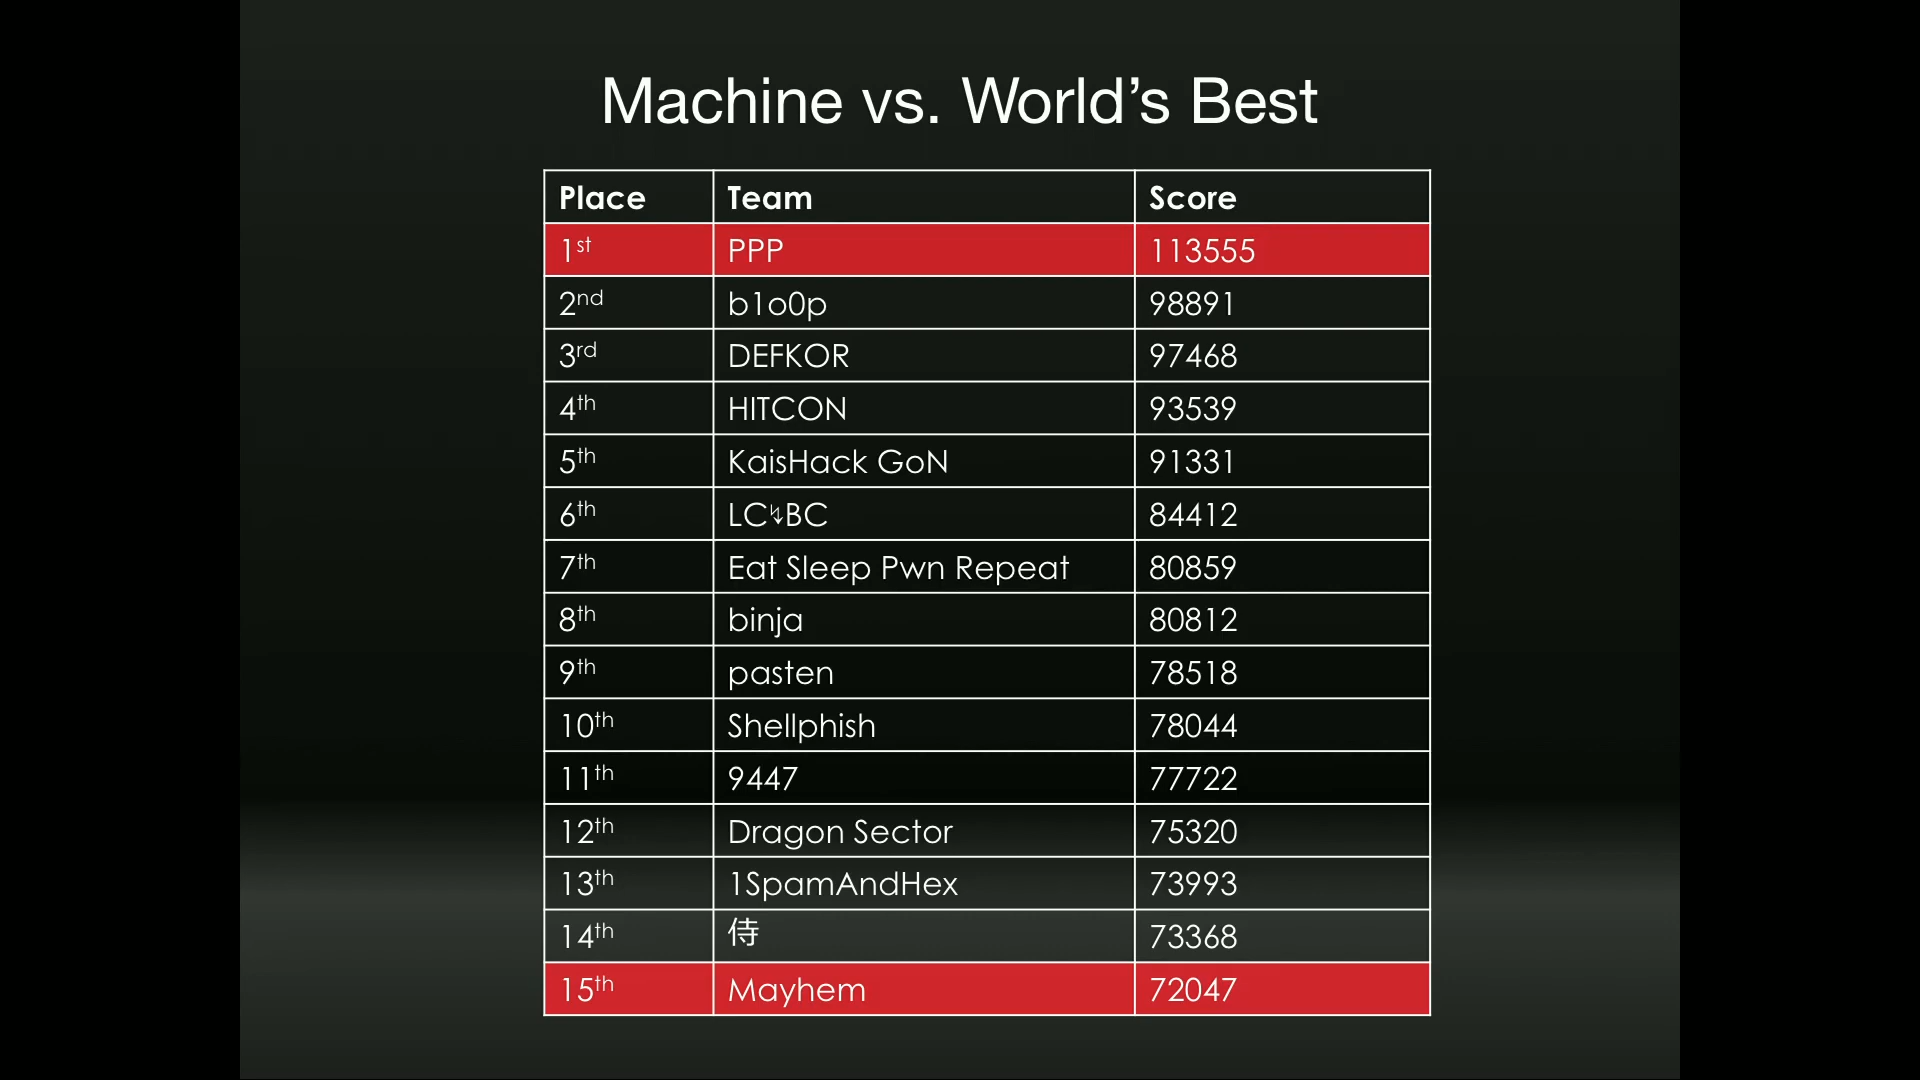 Machine vs. World’s Best
Place Team Score
1st PPP 113555
2nd b1o0p 98891
3rd DEFKOR 97468
4th HITCON 93539
5th KaisHack GoN 91331
6th LC↯BC 84412
7th Eat Sleep Pwn Repeat 80859
8th binja 80812
9th pasten 78518
10th Shellphish 78044
11th 9447 77722
12th Dragon Sector 75320
13th 1SpamAndHex 73993
14th 侍 73368
15th Mayhem 72047